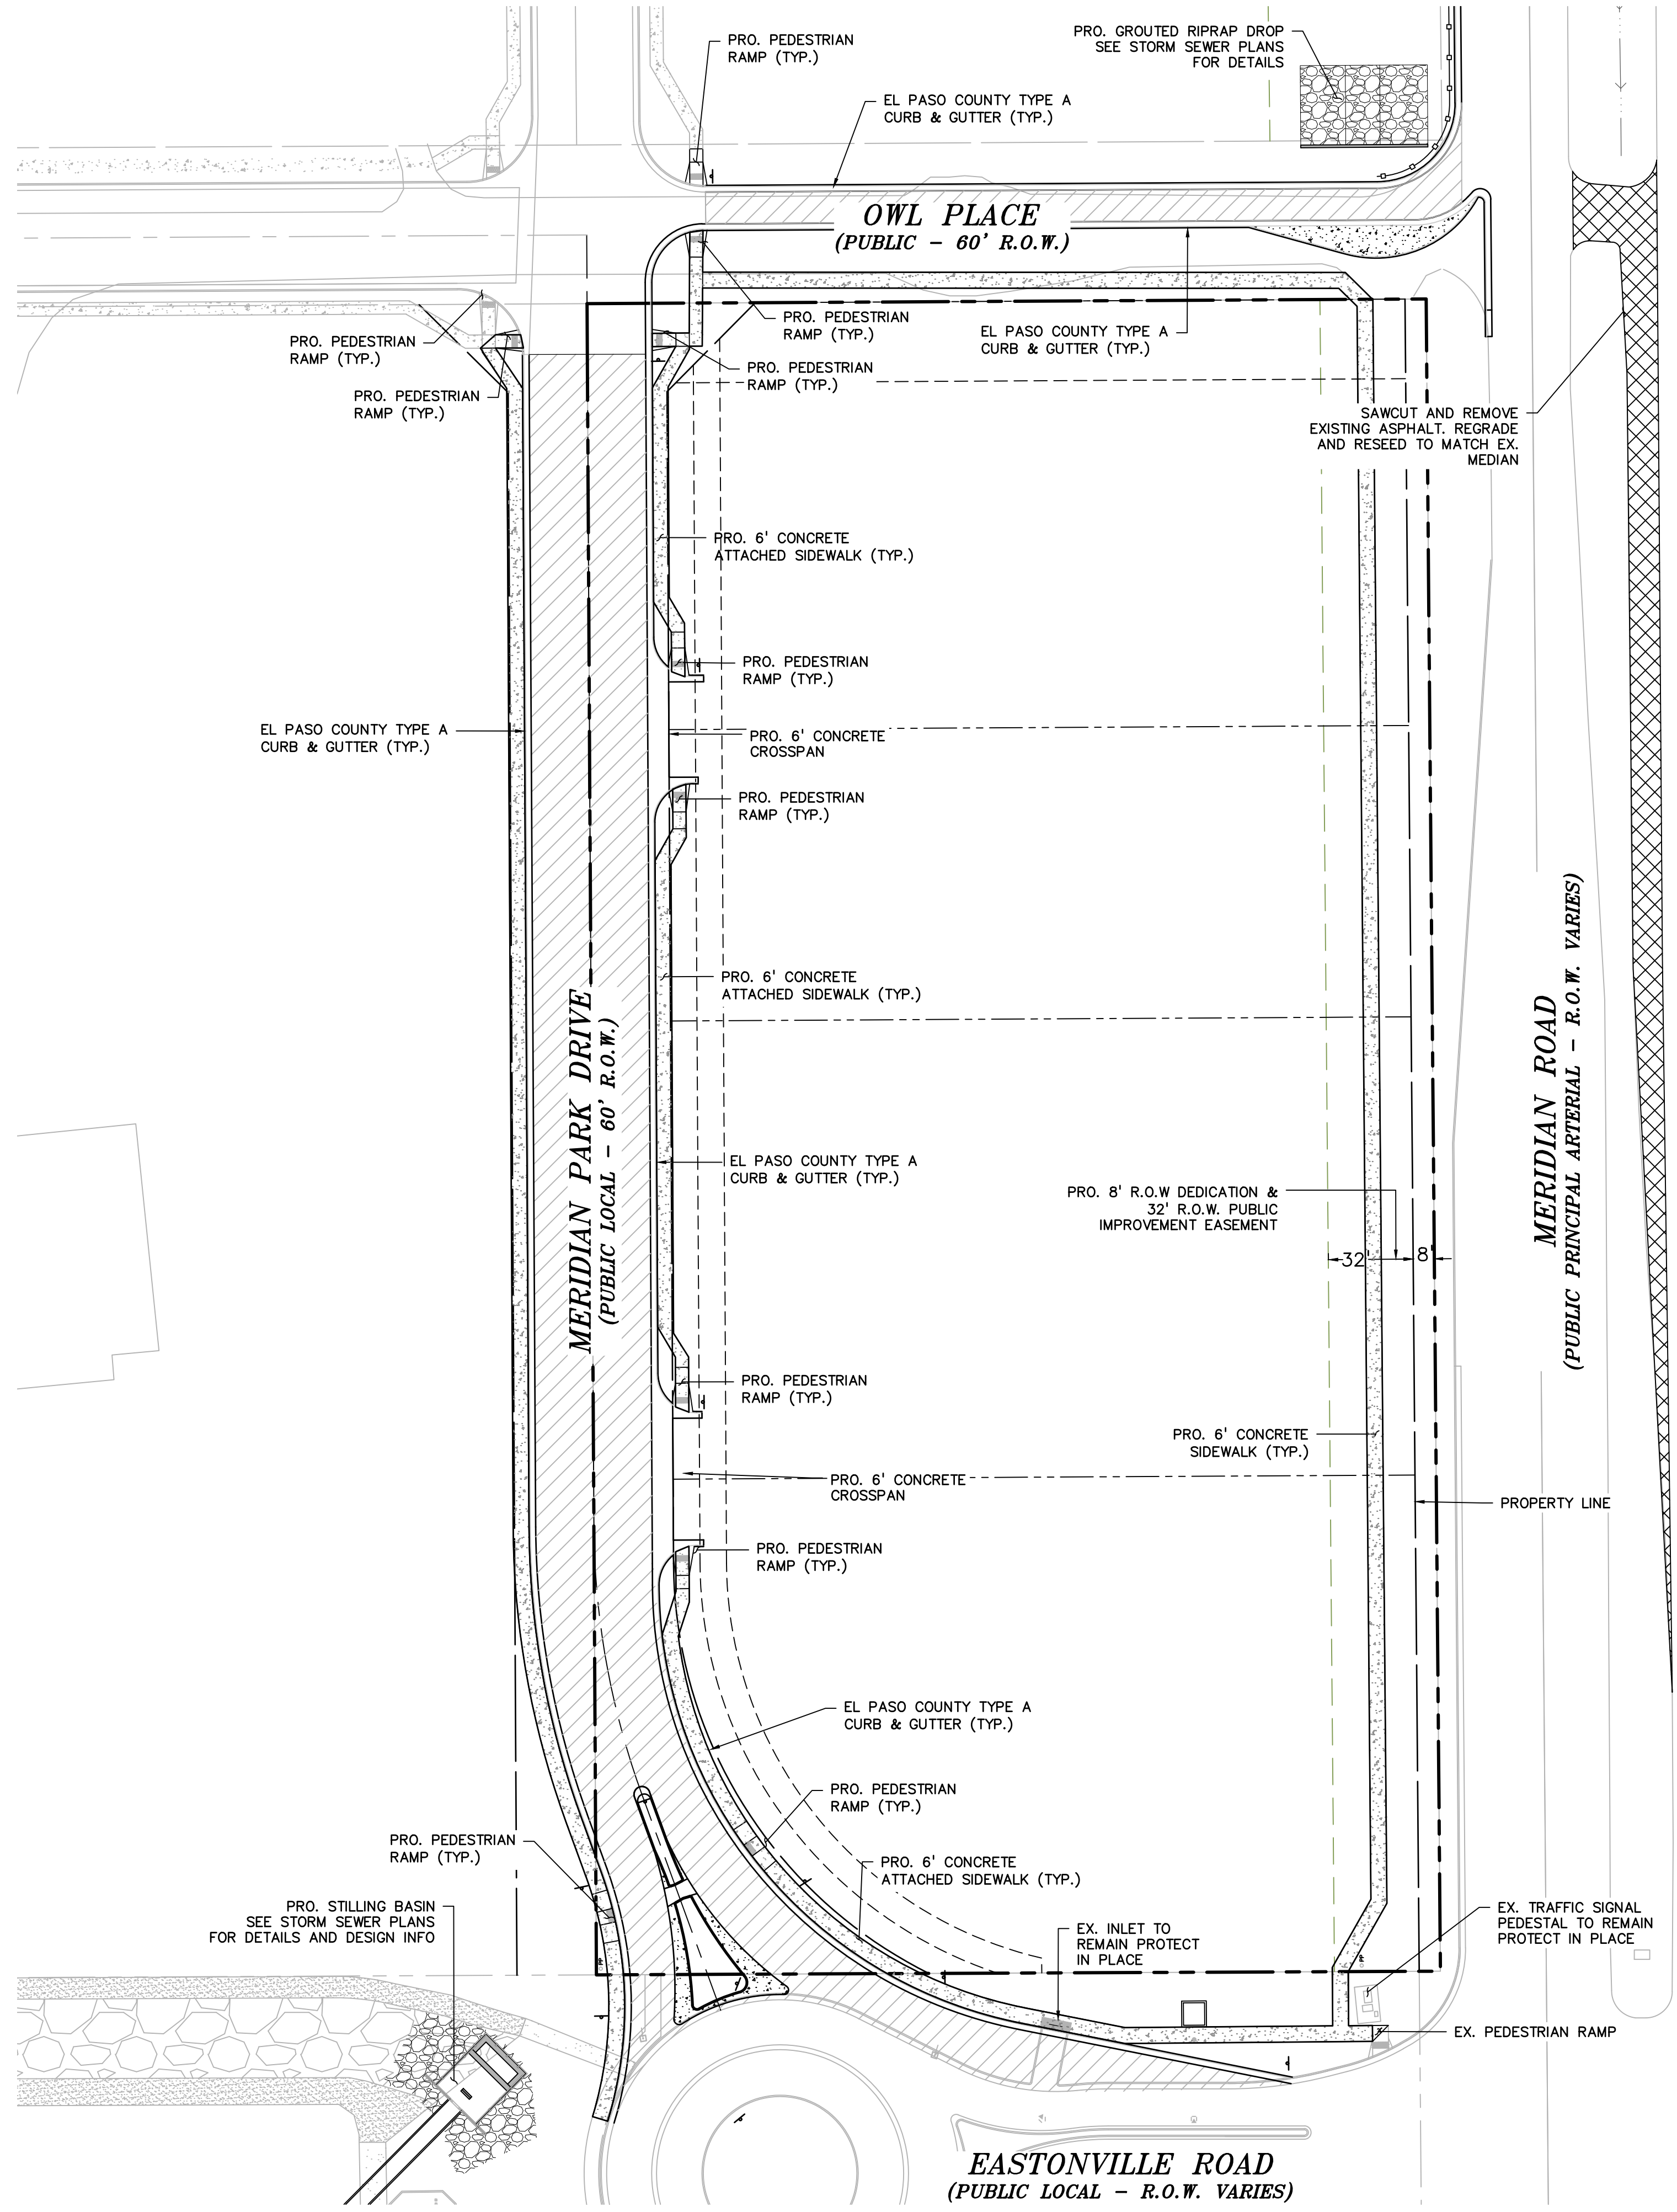 PRO. PEDESTRIAN
RAMP (TYP.)
PRO. GROUTED RIPRAP DROP
SEE STORM SEWER PLANS
FOR DETAILS
EL PASO COUNTY TYPE A
CURB & GUTTER (TYP.)
OWL PLACE
(PUBLIC - 60' R.O.W.)
PRO. PEDESTRIAN
RAMP (TYP.)
EL PASO COUNTY TYPE A
CURB & GUTTER (TYP.)
PRO. PEDESTRIAN
RAMP (TYP.)
PRO. PEDESTRIAN
RAMP (TYP.)
PRO. PEDESTRIAN
RAMP (TYP.)
SAWCUT AND REMOVE
EXISTING ASPHALT. REGRADE
AND RESEED TO MATCH EX.
MEDIAN
PRO. 6' CONCRETE
ATTACHED SIDEWALK (TYP.)
PRO. PEDESTRIAN
RAMP (TYP.)
EL PASO COUNTY TYPE A
CURB & GUTTER (TYP.)
PRO. 6' CONCRETE
CROSSPAN
PRO. PEDESTRIAN
RAMP (TYP.)
PRO. 6' CONCRETE
ATTACHED SIDEWALK (TYP.)
MERIDIAN PARK DRIVE
(PUBLIC LOCAL - 60' R.O.W.)
MERIDIAN ROAD
(PUBLIC PRINCIPAL ARTERIAL - R.O.W. VARIES)
EL PASO COUNTY TYPE A
CURB & GUTTER (TYP.)
PRO. 8' R.O.W DEDICATION &
32' R.O.W. PUBLIC
IMPROVEMENT EASEMENT
32'
8'
PRO. PEDESTRIAN
RAMP (TYP.)
PRO. 6' CONCRETE
SIDEWALK (TYP.)
PRO. 6' CONCRETE
CROSSPAN
PROPERTY LINE
PRO. PEDESTRIAN
RAMP (TYP.)
EL PASO COUNTY TYPE A
CURB & GUTTER (TYP.)
PRO. PEDESTRIAN
RAMP (TYP.)
PRO. PEDESTRIAN
RAMP (TYP.)
PRO. 6' CONCRETE
ATTACHED SIDEWALK (TYP.)
PRO. STILLING BASIN
SEE STORM SEWER PLANS
FOR DETAILS AND DESIGN INFO
EX. INLET TO
REMAIN PROTECT
IN PLACE
EX. TRAFFIC SIGNAL
PEDESTAL TO REMAIN
PROTECT IN PLACE
EX. PEDESTRIAN RAMP
EASTONVILLE ROAD
(PUBLIC LOCAL - R.O.W. VARIES)